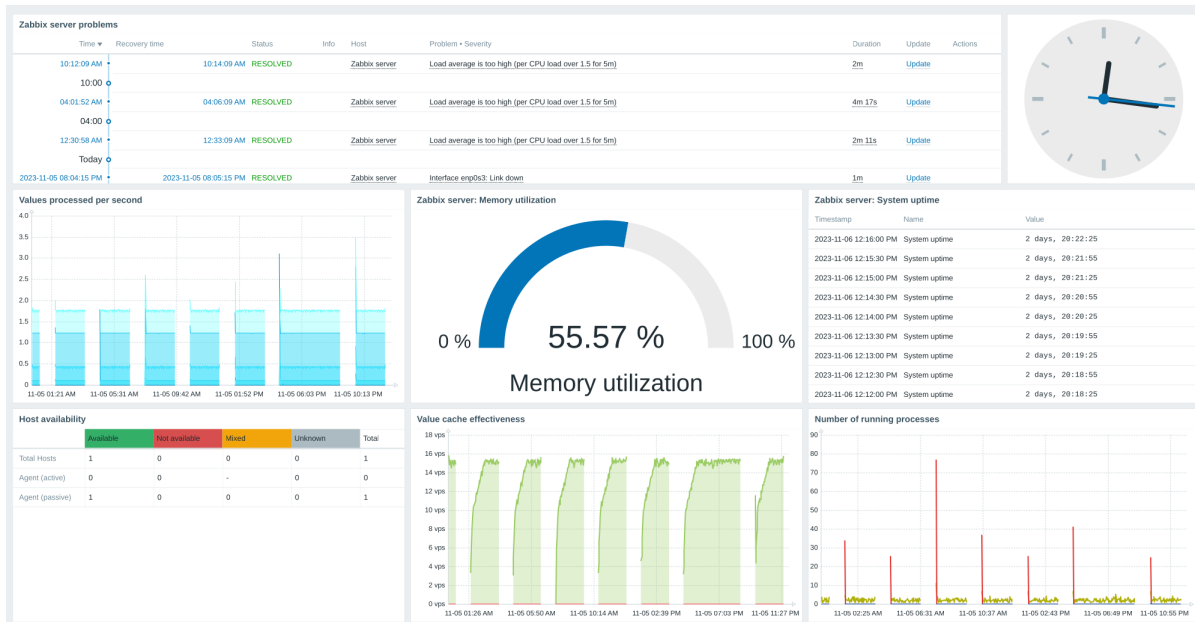 Zabbix server problems
Time ▼ Recovery time Status Info Host Problem • Severity Duration Update Actions
10:12:09 AM 10:14:09 AM RESOLVED Zabbix server Load average is too high (per CPU load over 1.5 for 5m) 2m Update
10:00
04:01:52 AM 04:06:09 AM RESOLVED Zabbix server Load average is too high (per CPU load over 1.5 for 5m) 4m 17s Update
04:00
12:30:58 AM 12:33:09 AM RESOLVED Zabbix server Load average is too high (per CPU load over 1.5 for 5m) 2m 11s Update
Today
2023-11-05 08:04:15 PM 2023-11-05 08:05:15 PM RESOLVED Zabbix server Interface enp0s3: Link down 1m Update
Values processed per second
4.0
3.5
3.0
2.5
2.0
1.5
1.0
0.5
0
11-05 01:21 AM 11-05 05:31 AM 11-05 09:42 AM 11-05 01:52 PM 11-05 06:03 PM 11-05 10:13 PM
Zabbix server: Memory utilization
0 % 55.57 % 100 %
Memory utilization
Zabbix server: System uptime
Timestamp Name Value
2023-11-06 12:16:00 PM System uptime 2 days, 20:22:25
2023-11-06 12:15:30 PM System uptime 2 days, 20:21:55
2023-11-06 12:15:00 PM System uptime 2 days, 20:21:25
2023-11-06 12:14:30 PM System uptime 2 days, 20:20:55
2023-11-06 12:14:00 PM System uptime 2 days, 20:20:25
2023-11-06 12:13:30 PM System uptime 2 days, 20:19:55
2023-11-06 12:13:00 PM System uptime 2 days, 20:19:25
2023-11-06 12:12:30 PM System uptime 2 days, 20:18:55
2023-11-06 12:12:00 PM System uptime 2 days, 20:18:25
Host availability
Available Not available Mixed Unknown Total
Total Hosts 1 0 0 0 1
Agent (active) 0 0 - 0 0
Agent (passive) 1 0 0 0 1
Value cache effectiveness
18 vps
16 vps
14 vps
12 vps
10 vps
8 vps
6 vps
4 vps
2 vps
0 vps
11-05 01:26 AM 11-05 05:50 AM 11-05 10:14 AM 11-05 02:39 PM 11-05 07:03 PM 11-05 11:27 PM
Number of running processes
90
80
70
60
50
40
30
20
10
0
11-05 02:25 AM 11-05 06:31 AM 11-05 10:37 AM 11-05 02:43 PM 11-05 06:49 PM 11-05 10:55 PM